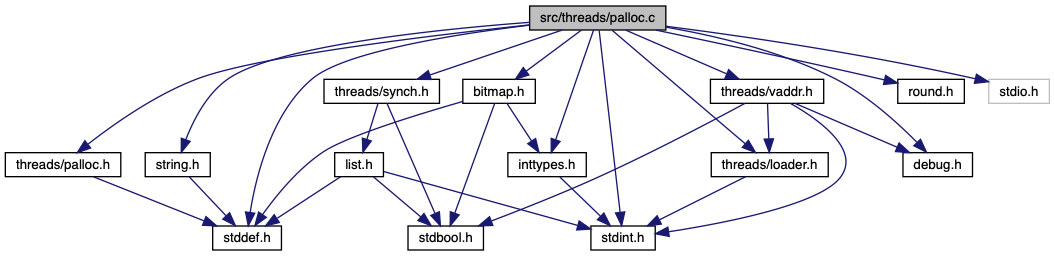 src/threads/palloc.c
threads/synch.h
bitmap.h
threads/vaddr.h
round.h
stdio.h
threads/palloc.h
string.h
list.h
inttypes.h
threads/loader.h
debug.h
stddef.h
stdbool.h
stdint.h